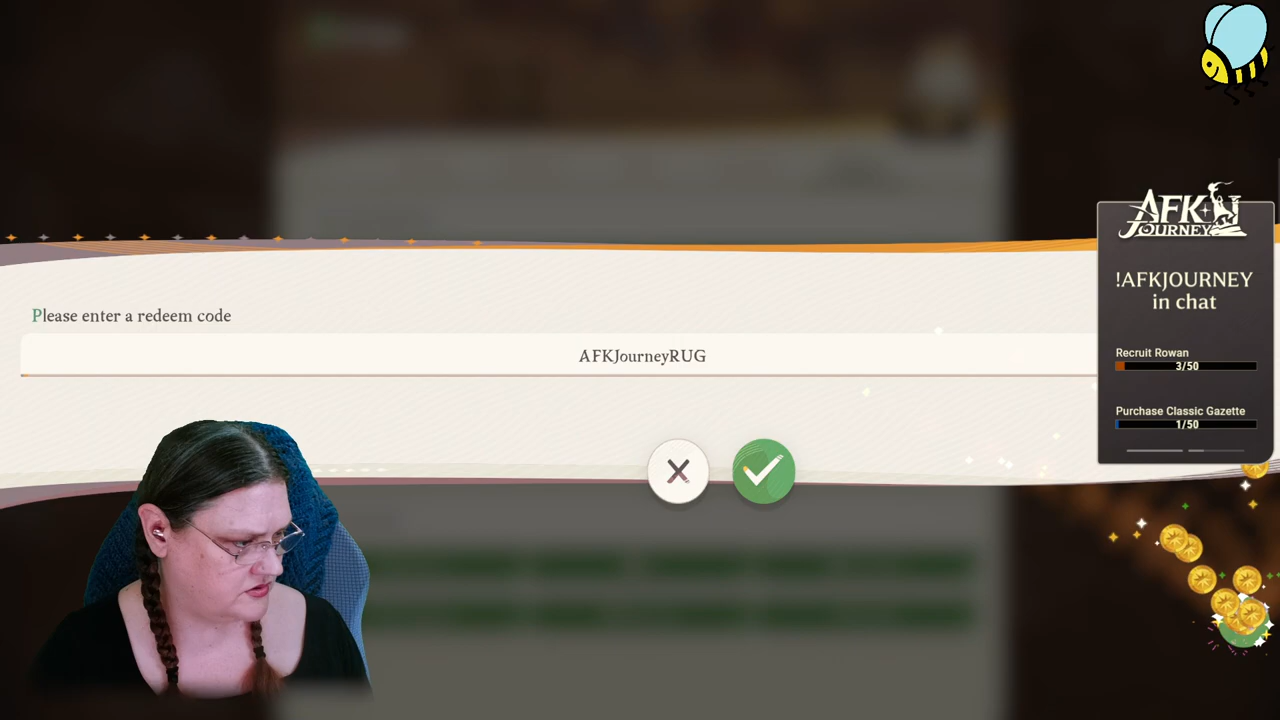 AFK
JOURNEY
!AFKJOURNEY
in chat
Please enter a redeem code
AFKJourneyRUG
Recruit Rowan
3/50
Purchase Classic Gazette
1/50